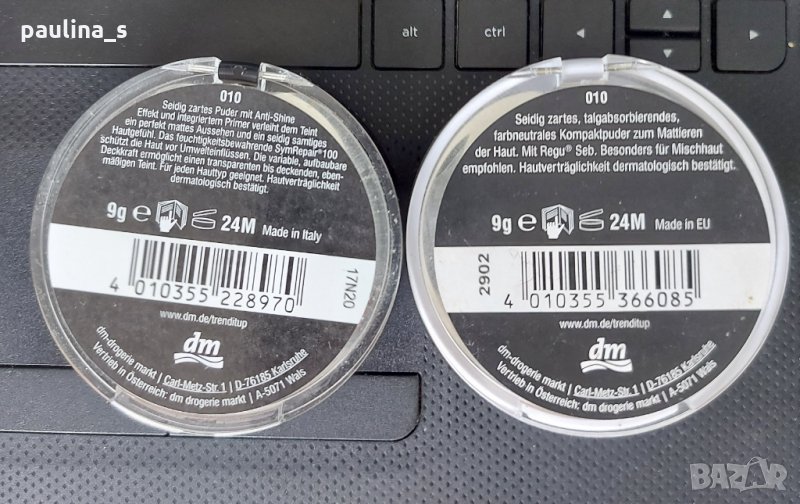 paulina_s
alt
ctrl
010
Seidig zartes Puder mit Anti-Shine
Effekt und integriertem Primer verleiht dem Teint
ein perfekt mattes Aussehen und ein seidig samtiges
Hautgefühl. Das feuchtigkeitsbewahrende SymRepair®100
schützt die Haut vor Umwelteinflüssen. Die variable, aufbaubare
Deckkraft ermöglicht einen transparenten bis deckenden, eben-
mäßigen Teint. Für jeden Hauttyp geeignet. Hautverträglichkeit
dermatologisch bestätigt.
9g e 24M Made in Italy
4 010355 228970
17N20
www.dm.de/trenditup
dm
dm-drogerie markt | Carl-Metz-Str. 1 | D-76185 Karlsruhe
Vertrieb in Österreich: dm drogerie markt | A-5071 Wals
010
Seidig zartes, talgabsorbierendes,
farbneutrales Kompaktpuder zum Mattieren
der Haut. Mit Regu® Seb. Besonders für Mischhaut
empfohlen. Hautverträglichkeit dermatologisch bestätigt.
9g e 24M Made in EU
2902
4 010355 366085
www.dm.de/trenditup
dm
dm-drogerie markt | Carl-Metz-Str. 1 | D-76185 Karlsruhe
Vertrieb in Österreich: dm drogerie markt | A-5071 Wals
BAZAR